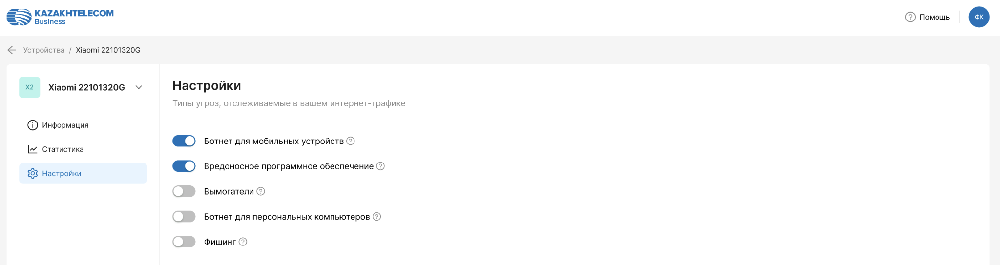 KAZAKHTELECOM
Business
? Помощь
ФК
Устройства / Xiaomi 22101320G
X2
Xiaomi 22101320G
Информация
Статистика
Настройки
Настройки
Типы угроз, отслеживаемые в вашем интернет-трафике
Ботнет для мобильных устройств ?
Вредоносное программное обеспечение ?
Вымогатели ?
Ботнет для персональных компьютеров ?
Фишинг ?